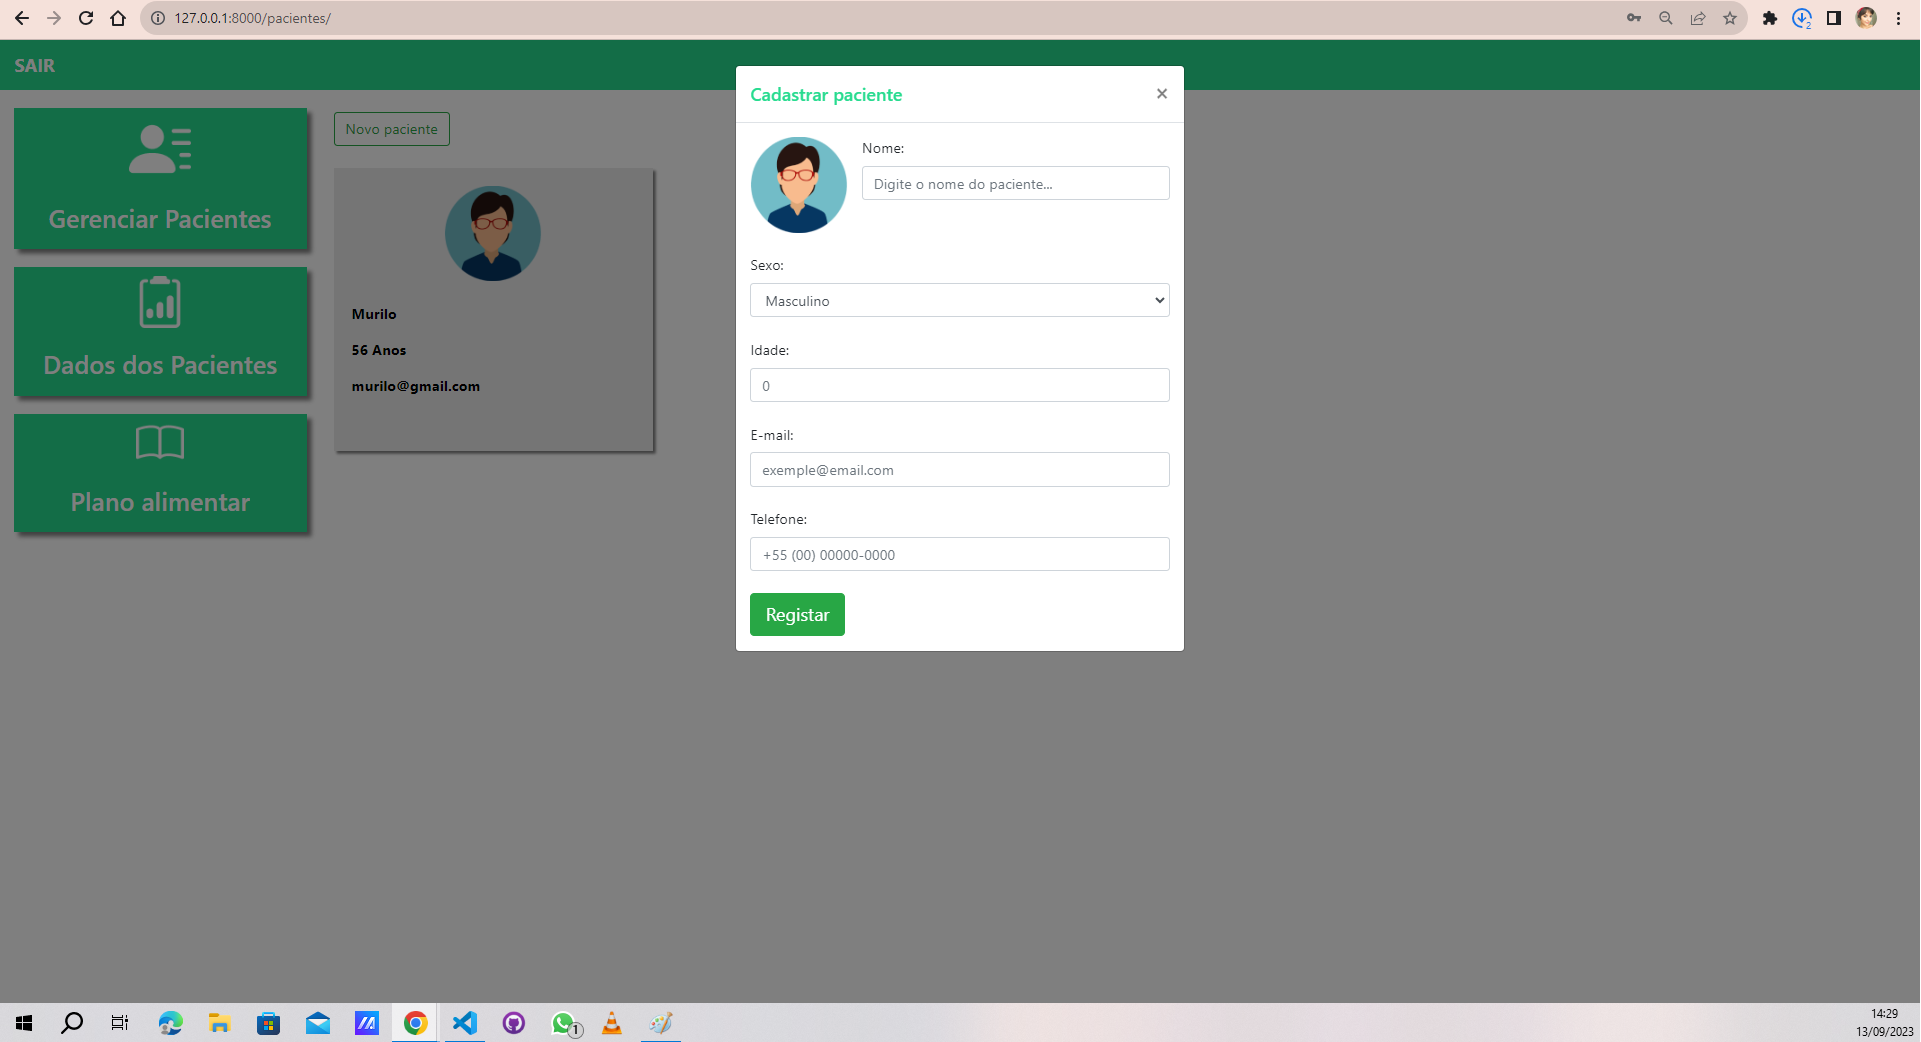 127.0.0.1:8000/pacientes/
2
SAIR
Gerenciar Pacientes
Dados dos Pacientes
Plano alimentar
Novo paciente
Murilo
56 Anos
murilo@gmail.com
Cadastrar paciente
×
Nome:
Digite o nome do paciente...
Sexo:
Masculino
Idade:
0
E-mail:
exemple@email.com
Telefone:
+55 (00) 00000-0000
Registar
1
14:29
13/09/2023